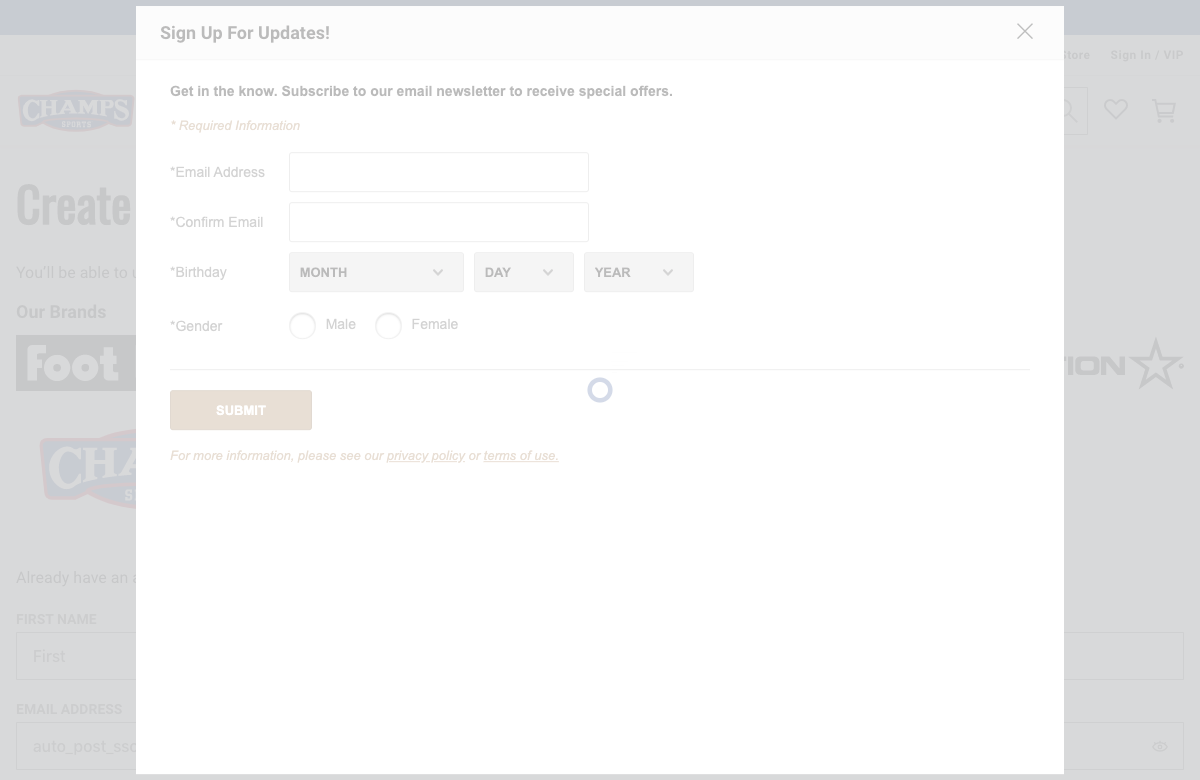 Sign Up For Updates!
Store Sign In / VIP
Get in the know. Subscribe to our email newsletter to receive special offers.
CHAMPS
SPORTS
* Required Information
*Email Address
Create
*Confirm Email
You'll be able to
*Birthday MONTH DAY YEAR
Our Brands
*Gender Male Female
foot
SUBMIT
For more information, please see our privacy policy or terms of use.
Already have an
FIRST NAME
First
EMAIL ADDRESS